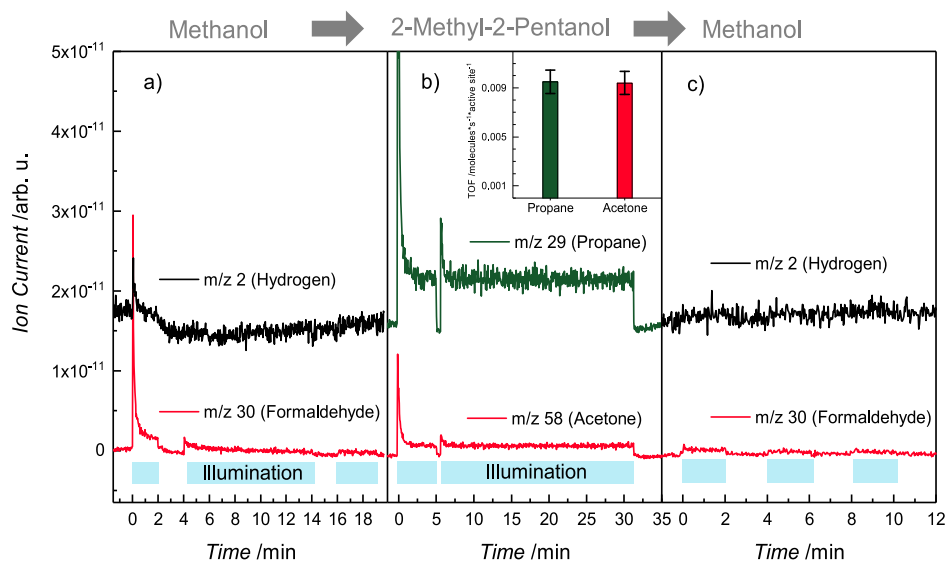 Methanol 2-Methyl-2-Pentanol Methanol
a) b) c)
Ion Current /arb. u.
5x10⁻¹¹
4x10⁻¹¹
3x10⁻¹¹
2x10⁻¹¹
1x10⁻¹¹
0
m/z 2 (Hydrogen)
m/z 30 (Formaldehyde)
Illumination
0 2 4 6 8 10 12 14 16 18
Time /min
TOF /molecules*s⁻¹*active site⁻¹
0,009
0,005
0,001
Propane Acetone
m/z 29 (Propane)
m/z 58 (Acetone)
Illumination
0 5 10 15 20 25 30 35
Time /min
m/z 2 (Hydrogen)
m/z 30 (Formaldehyde)
0 2 4 6 8 10 12
Time /min